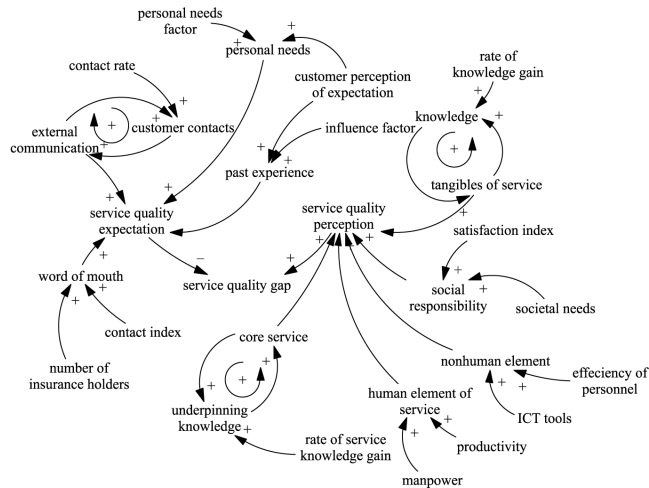 personal needs
factor
personal needs
contact rate
customer perception
of expectation
rate of
knowledge gain
external
communication
customer contacts
influence factor
knowledge
past experience
tangibles of service
service quality
expectation
service quality
perception
satisfaction index
word of mouth
service quality gap
social
responsibility
societal needs
contact index
core service
number of
insurance holders
nonhuman element
effeciency of
personnel
underpinning
knowledge
human element of
service
ICT tools
rate of service
knowledge gain
productivity
manpower